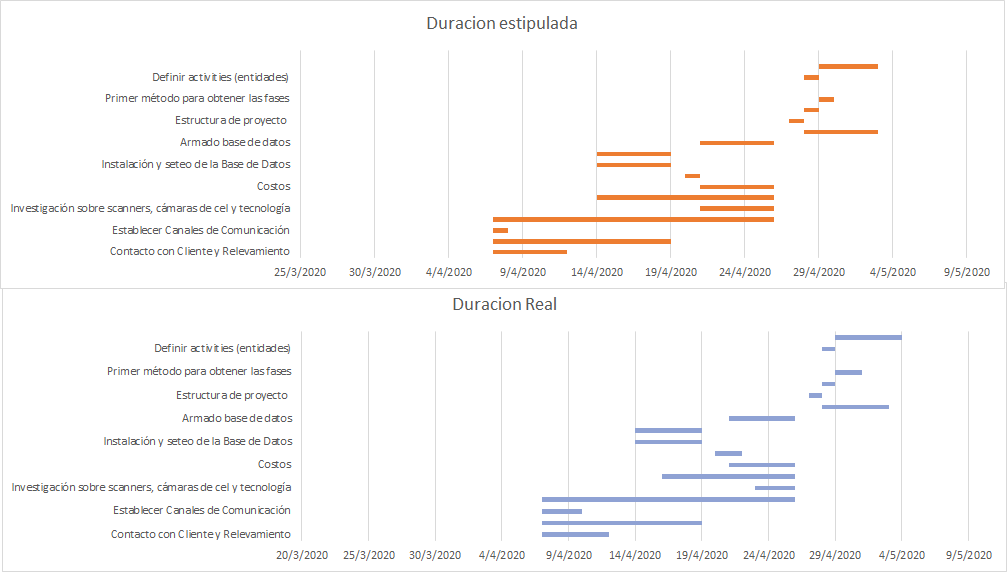 Duracion estipulada
Definir activities (entidades)
Primer método para obtener las fases
Estructura de proyecto
Armado base de datos
Instalación y seteo de la Base de Datos
Costos
Investigación sobre scanners, cámaras de cel y tecnología
Establecer Canales de Comunicación
Contacto con Cliente y Relevamiento
25/3/2020 30/3/2020 4/4/2020 9/4/2020 14/4/2020 19/4/2020 24/4/2020 29/4/2020 4/5/2020 9/5/2020
Duracion Real
Definir activities (entidades)
Primer método para obtener las fases
Estructura de proyecto
Armado base de datos
Instalación y seteo de la Base de Datos
Costos
Investigación sobre scanners, cámaras de cel y tecnología
Establecer Canales de Comunicación
Contacto con Cliente y Relevamiento
20/3/2020 25/3/2020 30/3/2020 4/4/2020 9/4/2020 14/4/2020 19/4/2020 24/4/2020 29/4/2020 4/5/2020 9/5/2020